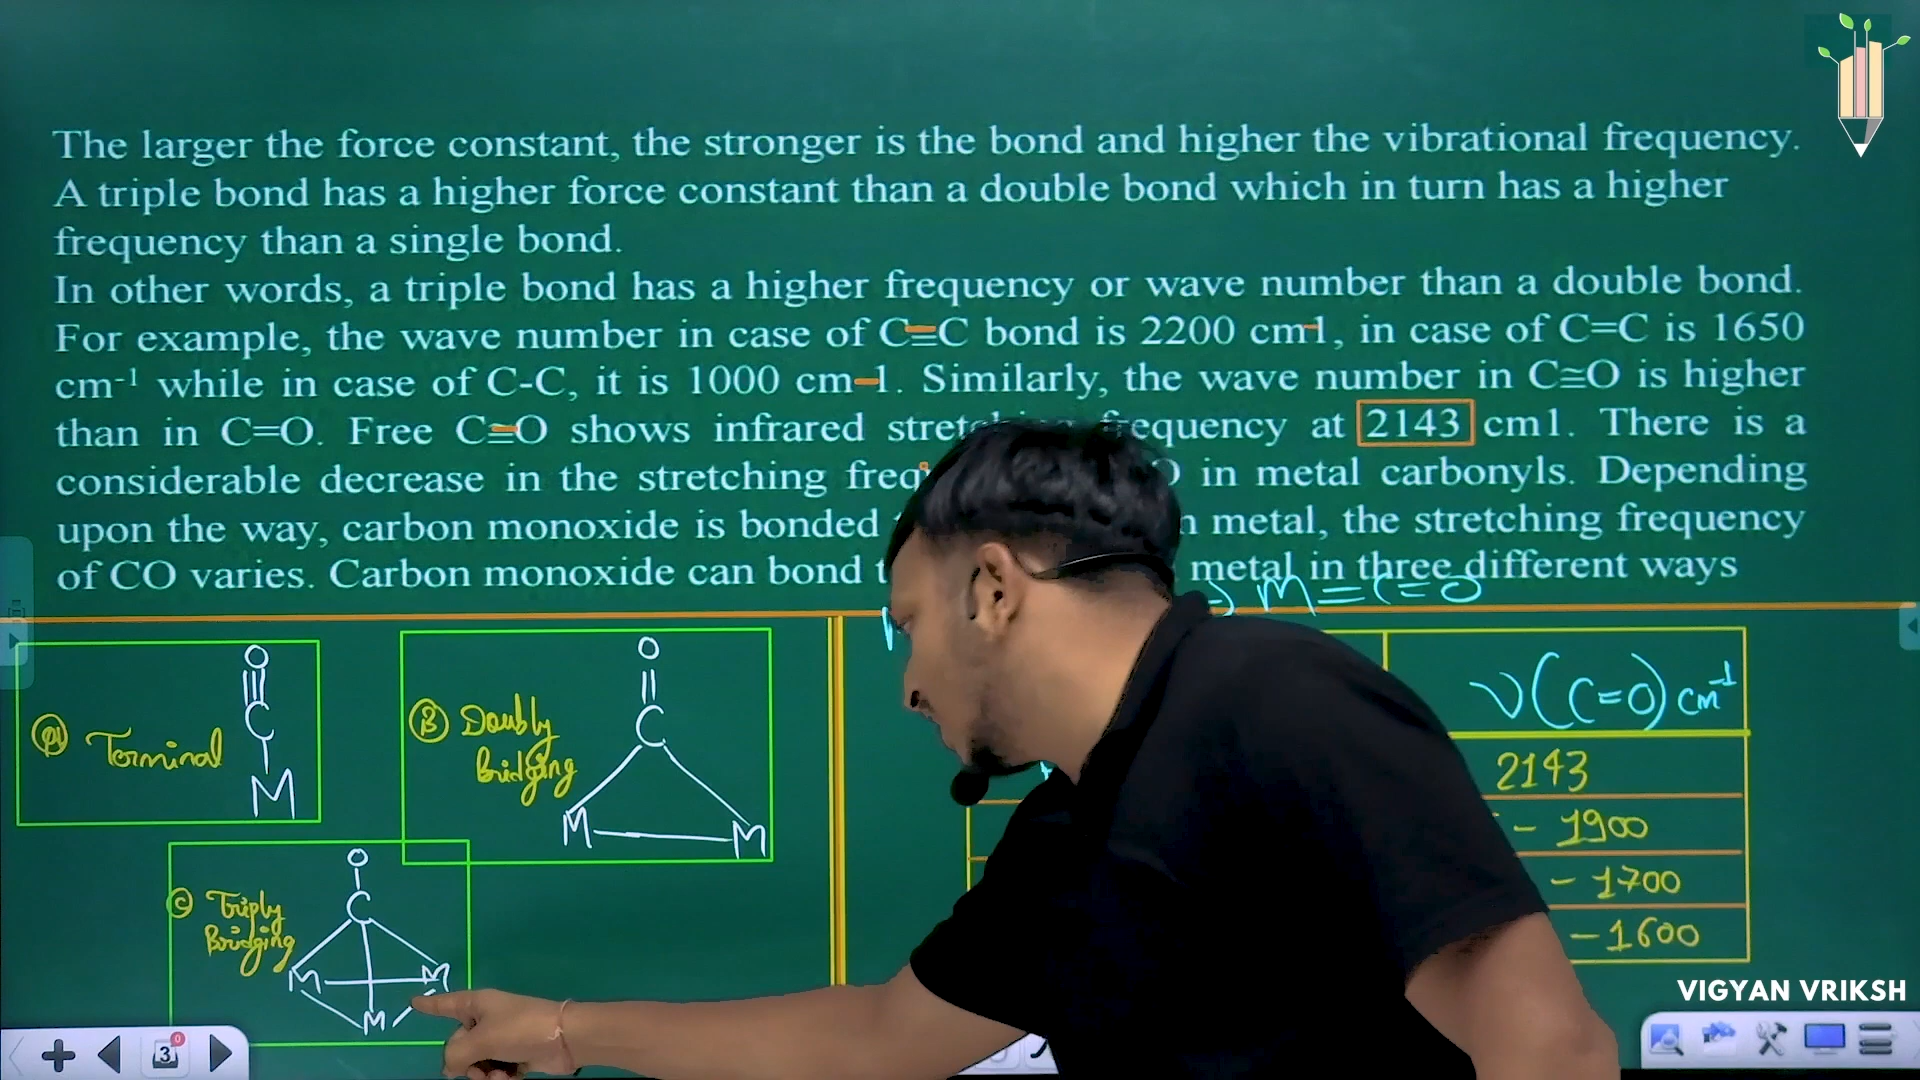 The larger the force constant, the stronger is the bond and higher the vibrational frequency.
A triple bond has a higher force constant than a double bond which in turn has a higher
frequency than a single bond.
In other words, a triple bond has a higher frequency or wave number than a double bond.
For example, the wave number in case of C≡C bond is 2200 cm-1, in case of C=C is 1650
cm-1 while in case of C-C, it is 1000 cm-1. Similarly, the wave number in C≡O is higher
than in C=O. Free C≡O shows infrared frequency at 2143 cm1. There is a
considerable decrease in the stretching O in metal carbonyls. Depending
upon the way, carbon monoxide is bonded metal, the stretching frequency
of CO varies. Carbon monoxide can bond metal in three different ways
M=C=O
O
C
M
Ⓐ Terminal
O
C
M M
Ⓑ Doubly
Bridging
O
C
M M
M
Ⓒ Triply
Bridging
ν(C=O) cm-1
2143
- 1900
- 1700
- 1600
VIGYAN VRIKSH
3
0